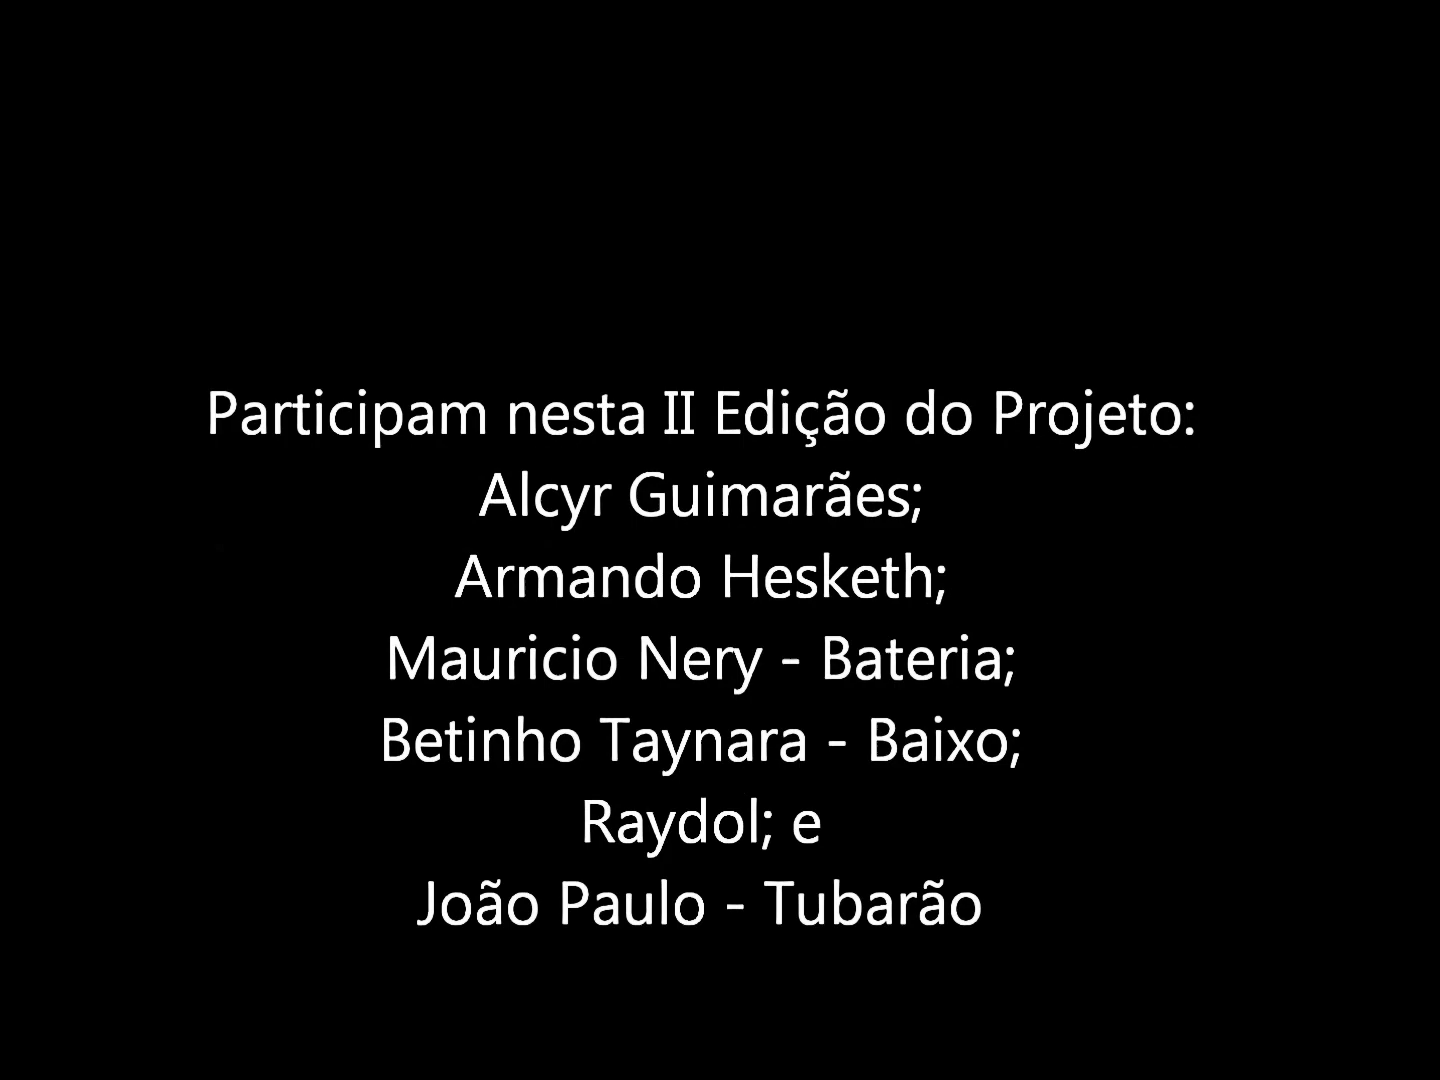 Participam nesta II Edição do Projeto:
Alcyr Guimarães;
Armando Hesketh;
Mauricio Nery - Bateria;
Betinho Taynara - Baixo;
Raydol; e
João Paulo - Tubarão